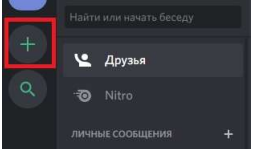 Найти или начать беседу
Друзья
Nitro
ЛИЧНЫЕ СООБЩЕНИЯ +